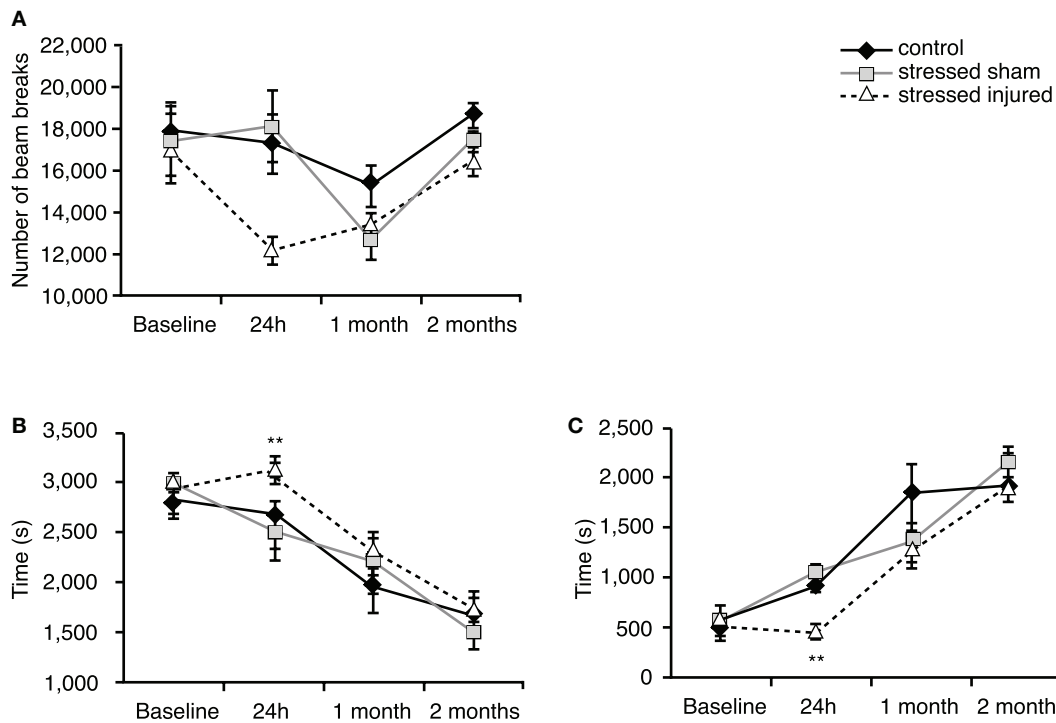 A
control
stressed sham
stressed injured
Number of beam breaks
22,000
20,000
18,000
16,000
14,000
12,000
10,000
Baseline 24h 1 month 2 months
B
Time (s)
3,500
3,000
2,500
2,000
1,500
1,000
**
Baseline 24h 1 month 2 months
C
Time (s)
2,500
2,000
1,500
1,000
500
0
**
Baseline 24h 1 month 2 months